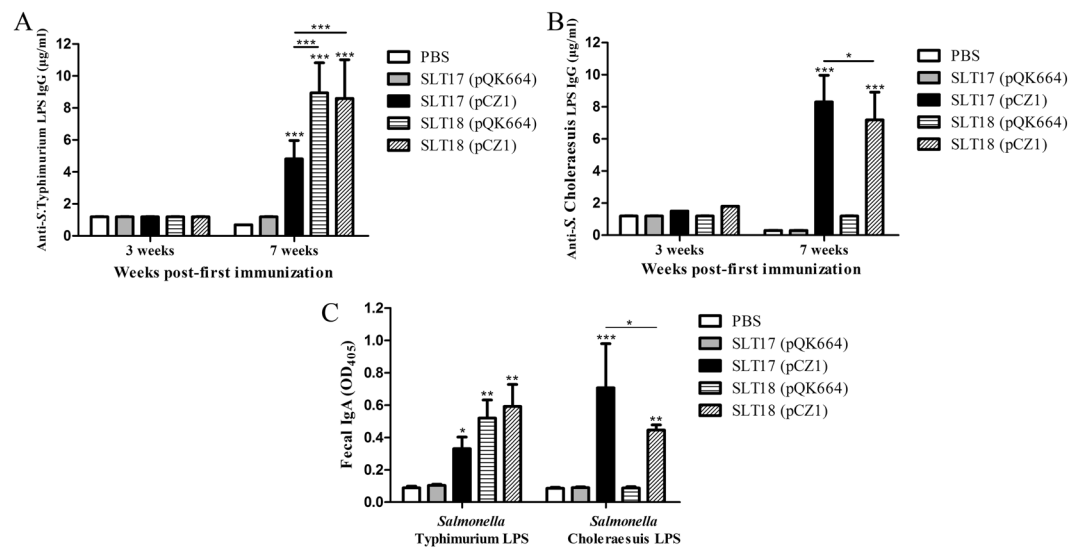 A
Anti-S.Typhimurium LPS IgG (μg/ml)
12
10
8
6
4
2
0
***
***
***
***
***
3 weeks
7 weeks
Weeks post-first immunization
PBS
SLT17 (pQK664)
SLT17 (pCZ1)
SLT18 (pQK664)
SLT18 (pCZ1)
B
Anti-S. Choleraesuis LPS IgG (μg/ml)
12
10
8
6
4
2
0
*
***
***
3 weeks
7 weeks
Weeks post-first immunization
PBS
SLT17 (pQK664)
SLT17 (pCZ1)
SLT18 (pQK664)
SLT18 (pCZ1)
C
Fecal IgA (OD405)
1.2
1.0
0.8
0.6
0.4
0.2
0.0
*
**
**
***
*
**
Salmonella
Typhimurium LPS
Salmonella
Choleraesuis LPS
PBS
SLT17 (pQK664)
SLT17 (pCZ1)
SLT18 (pQK664)
SLT18 (pCZ1)